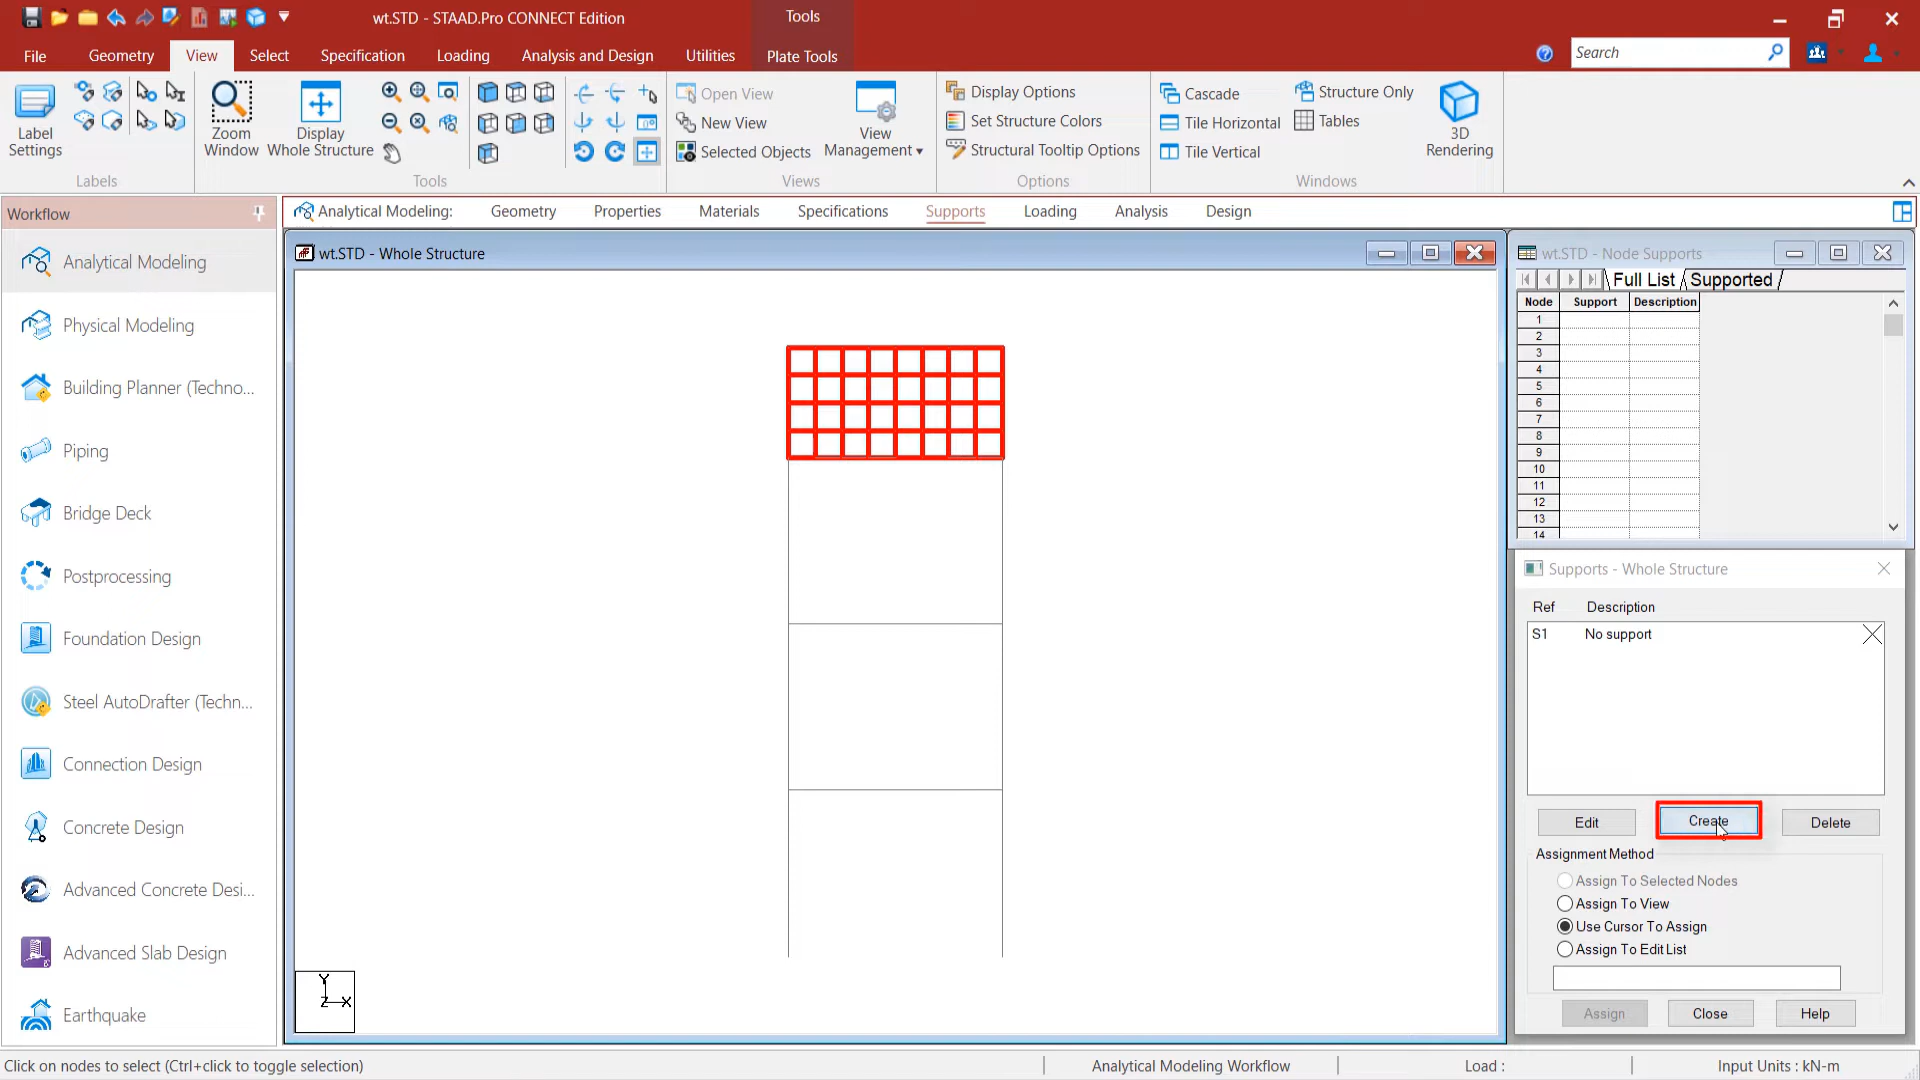 wt.STD - STAAD.Pro CONNECT Edition
Tools
File
Geometry
View
Select
Specification
Loading
Analysis and Design
Utilities
Plate Tools
Search
Label
Settings
Labels
Zoom
Window
Display
Whole Structure
Tools
Open View
New View
Selected Objects
View
Management
Views
Display Options
Set Structure Colors
Structural Tooltip Options
Options
Cascade
Tile Horizontal
Tile Vertical
Structure Only
Tables
Windows
3D
Rendering
Workflow
Analytical Modeling
Physical Modeling
Building Planner (Techno...
Piping
Bridge Deck
Postprocessing
Foundation Design
Steel AutoDrafter (Techn...
Connection Design
Concrete Design
Advanced Concrete Desi...
Advanced Slab Design
Earthquake
Analytical Modeling:
Geometry
Properties
Materials
Specifications
Supports
Loading
Analysis
Design
wt.STD - Whole Structure
Y
Z X
wt.STD - Node Supports
Full List
Supported
Node Support Description
1
2
3
4
5
6
7
8
9
10
11
12
13
14
Supports - Whole Structure
Ref Description
S1 No support
Edit
Create
Delete
Assignment Method
Assign To Selected Nodes
Assign To View
Use Cursor To Assign
Assign To Edit List
Assign
Close
Help
Click on nodes to select (Ctrl+click to toggle selection)
Analytical Modeling Workflow
Load :
Input Units : kN-m